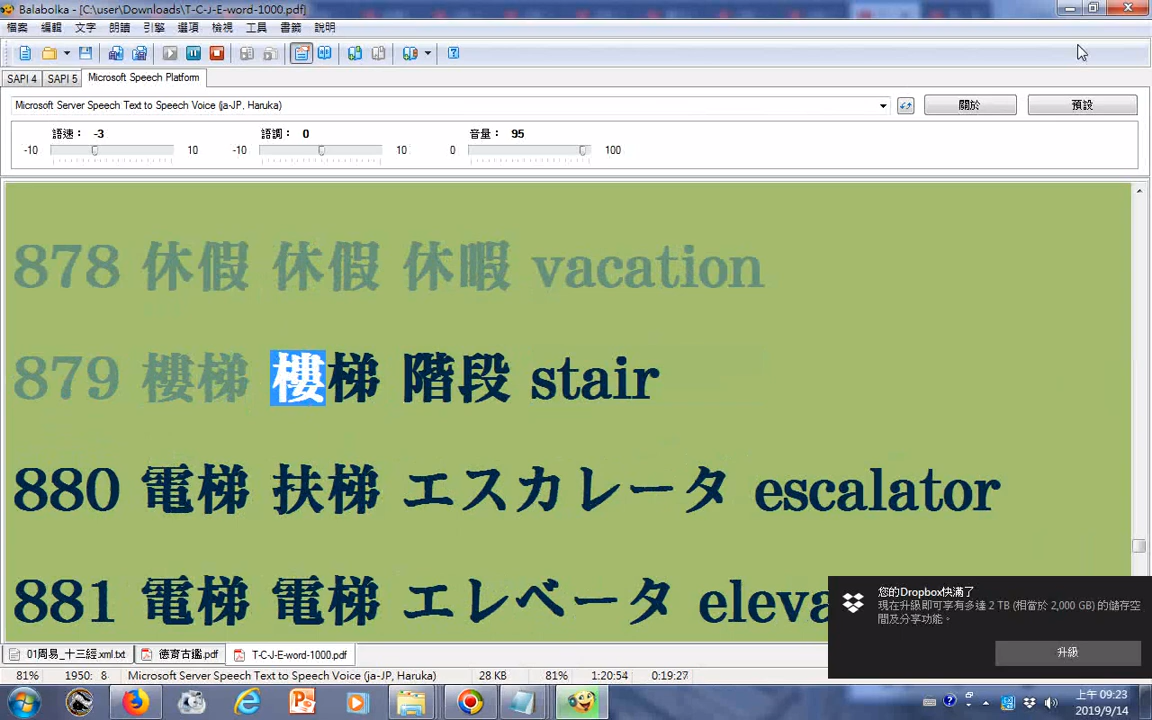 Balabolka - [C:\user\Downloads\T-C-J-E-word-1000.pdf]
檔案 編輯 文字 朗讀 引擎 選項 檢視 工具 書籤 說明
SAPI 4 SAPI 5 Microsoft Speech Platform
Microsoft Server Speech Text to Speech Voice (ja-JP, Haruka) 關於 預設
語速： -3 語調： 0 音量： 95
-10 10 -10 10 0 100
878 休假 休假 休暇 vacation
879 樓梯 樓梯 階段 stair
880 電梯 扶梯 エスカレータ escalator
881 電梯 電梯 エレベータ eleva
您的Dropbox快滿了
現在升級即可享有多達 2 TB (相當於 2,000 GB) 的儲存空
間及分享功能。
升級
01周易_十三經.xml.txt 德育古鑑.pdf T-C-J-E-word-1000.pdf
81% 1950: 8 Microsoft Server Speech Text to Speech Voice (ja-JP, Haruka) 28 KB 81% 1:20:54 0:19:27
上午 09:23
2019/9/14